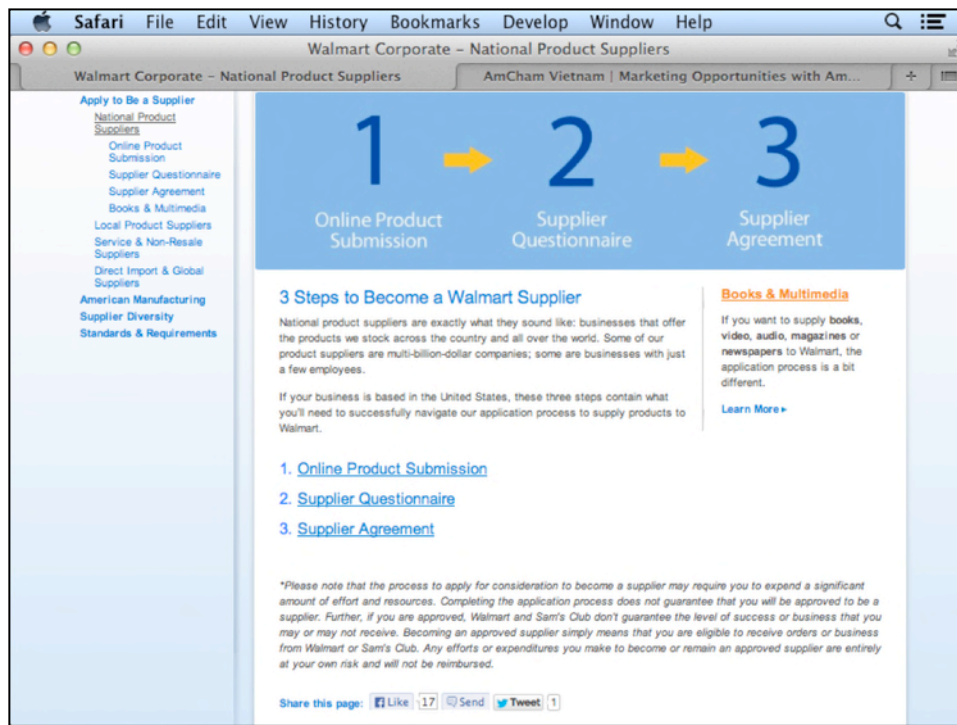 Safari File Edit View History Bookmarks Develop Window Help
Walmart Corporate – National Product Suppliers
Walmart Corporate – National Product Suppliers
AmCham Vietnam | Marketing Opportunities with Am...
Apply to Be a Supplier
National Product
Suppliers
Online Product
Submission
Supplier Questionnaire
Supplier Agreement
Books & Multimedia
Local Product Suppliers
Service & Non-Resale
Suppliers
Direct Import & Global
Suppliers
American Manufacturing
Supplier Diversity
Standards & Requirements
1
Online Product
Submission
2
Supplier
Questionnaire
3
Supplier
Agreement
3 Steps to Become a Walmart Supplier
National product suppliers are exactly what they sound like: businesses that offer
the products we stock across the country and all over the world. Some of our
product suppliers are multi-billion-dollar companies; some are businesses with just
a few employees.
If your business is based in the United States, these three steps contain what
you'll need to successfully navigate our application process to supply products to
Walmart.
Books & Multimedia
If you want to supply books,
video, audio, magazines or
newspapers to Walmart, the
application process is a bit
different.
Learn More
1. Online Product Submission
2. Supplier Questionnaire
3. Supplier Agreement
*Please note that the process to apply for consideration to become a supplier may require you to expend a significant
amount of effort and resources. Completing the application process does not guarantee that you will be approved to be a
supplier. Further, if you are approved, Walmart and Sam's Club don't guarantee the level of success or business that you
may or may not receive. Becoming an approved supplier simply means that you are eligible to receive orders or business
from Walmart or Sam's Club. Any efforts or expenditures you make to become or remain an approved supplier are entirely
at your own risk and will not be reimbursed.
Share this page: Like 17 Send Tweet 1